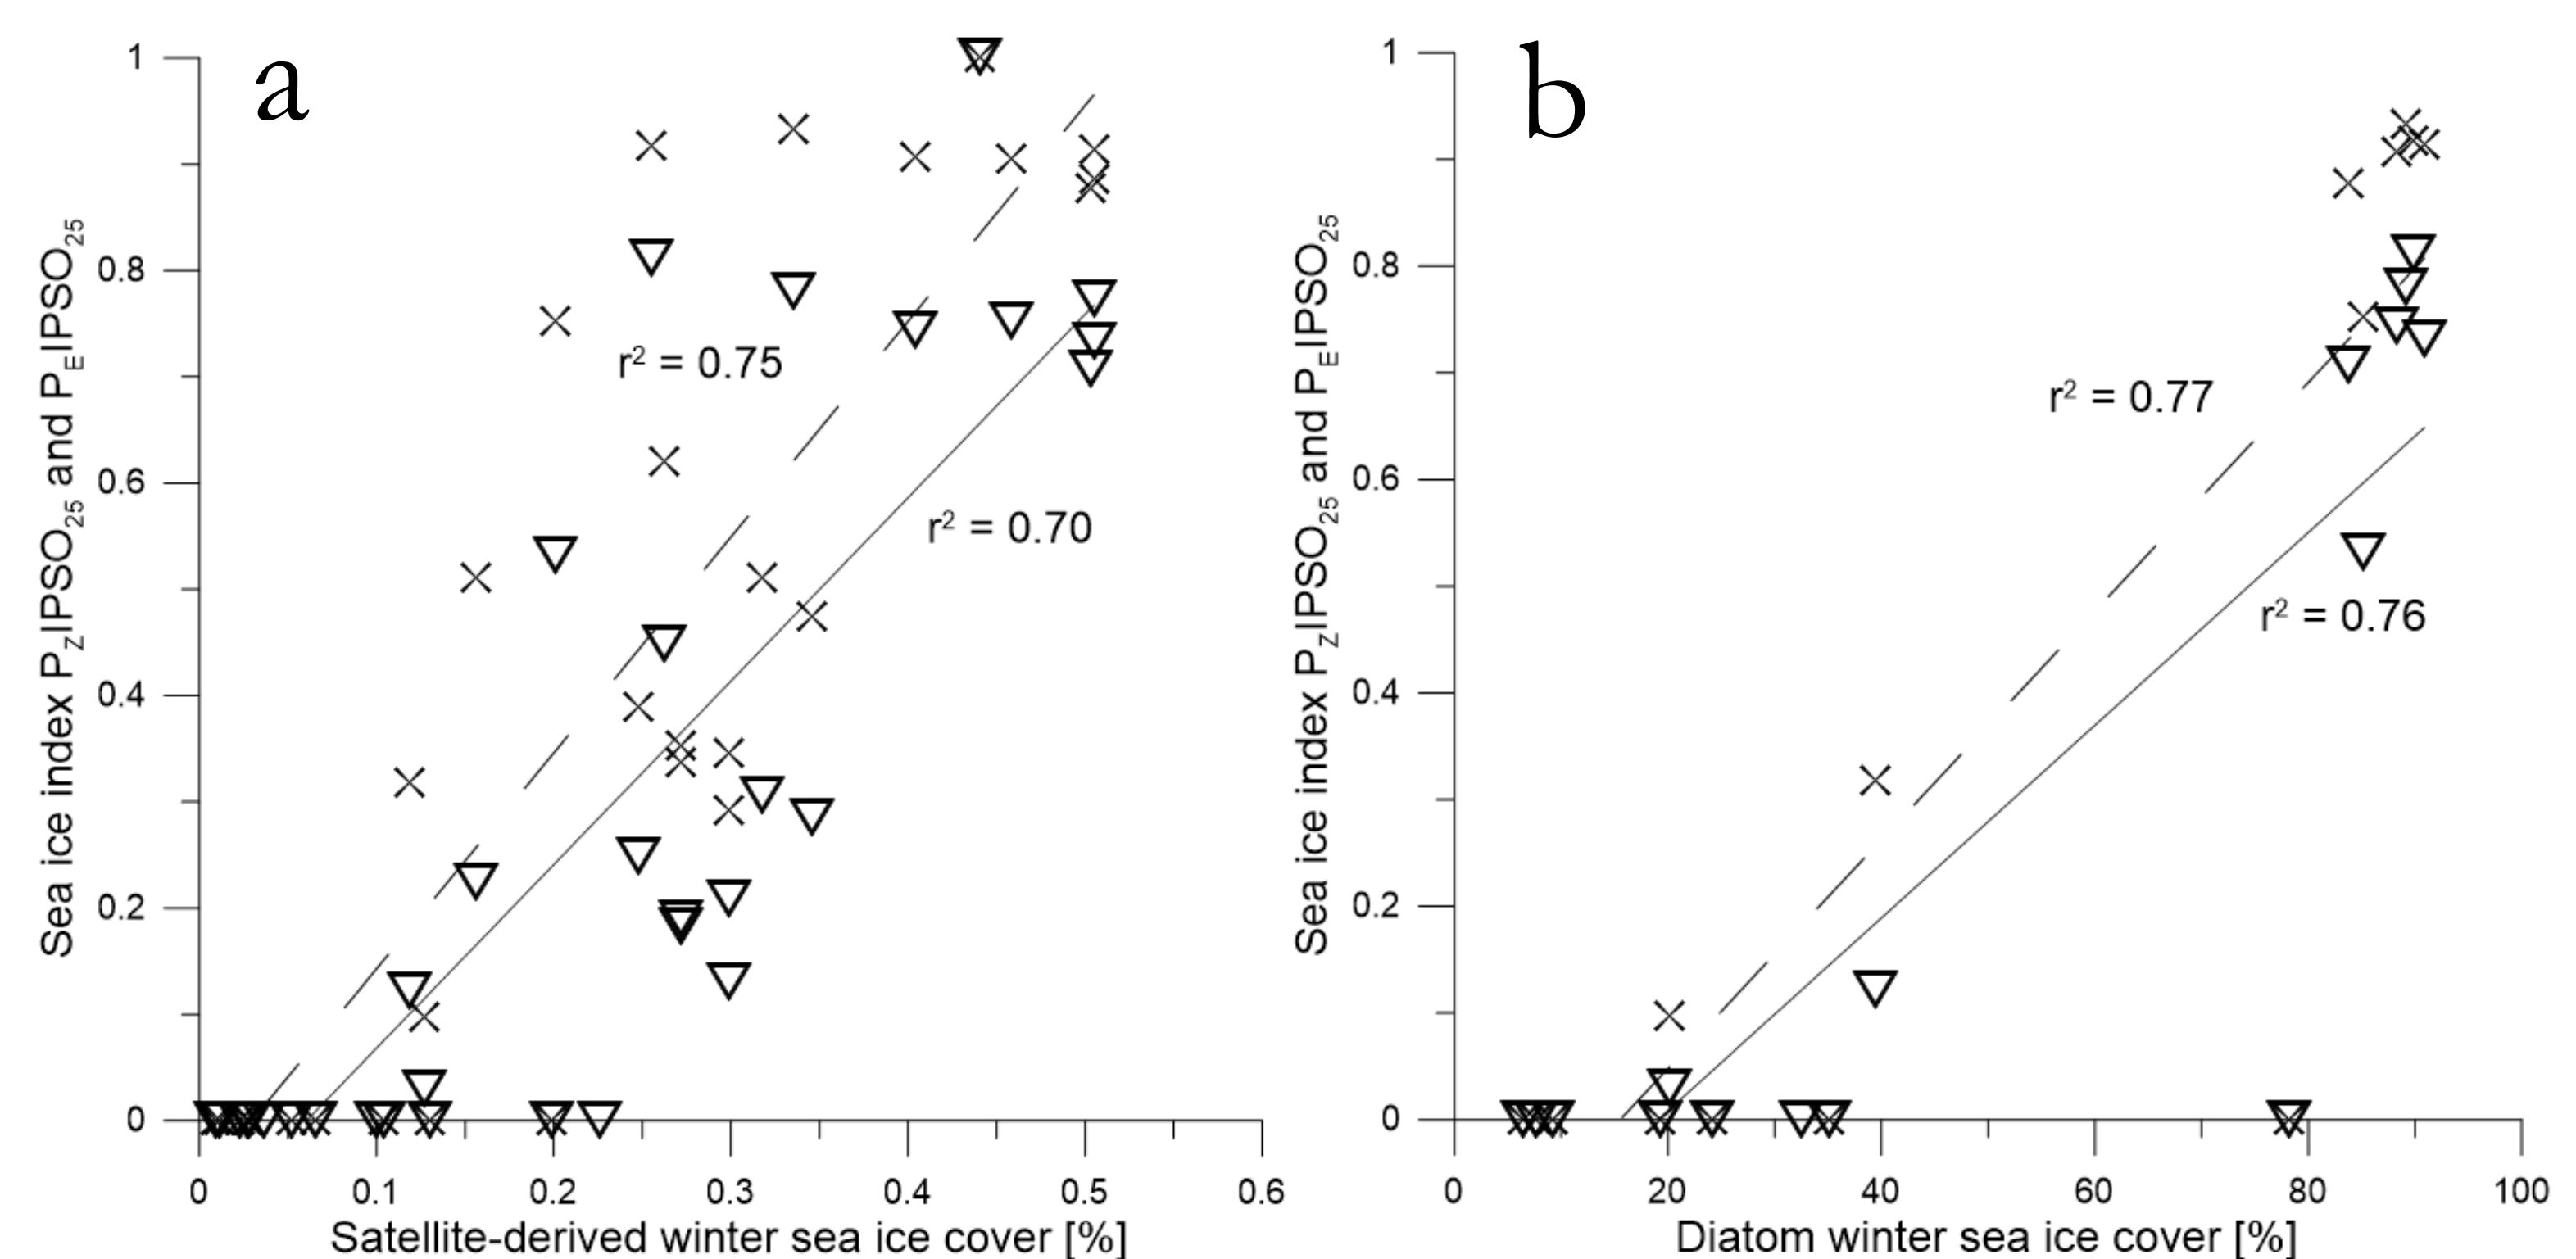 a
Sea ice index PZIPSO25 and PEIPSO25
1
0.8
0.6
0.4
0.2
0
r2 = 0.75
r2 = 0.70
0 0.1 0.2 0.3 0.4 0.5 0.6
Satellite-derived winter sea ice cover [%]
b
Sea ice index PZIPSO25 and PEIPSO25
1
0.8
0.6
0.4
0.2
0
r2 = 0.77
r2 = 0.76
0 20 40 60 80 100
Diatom winter sea ice cover [%]